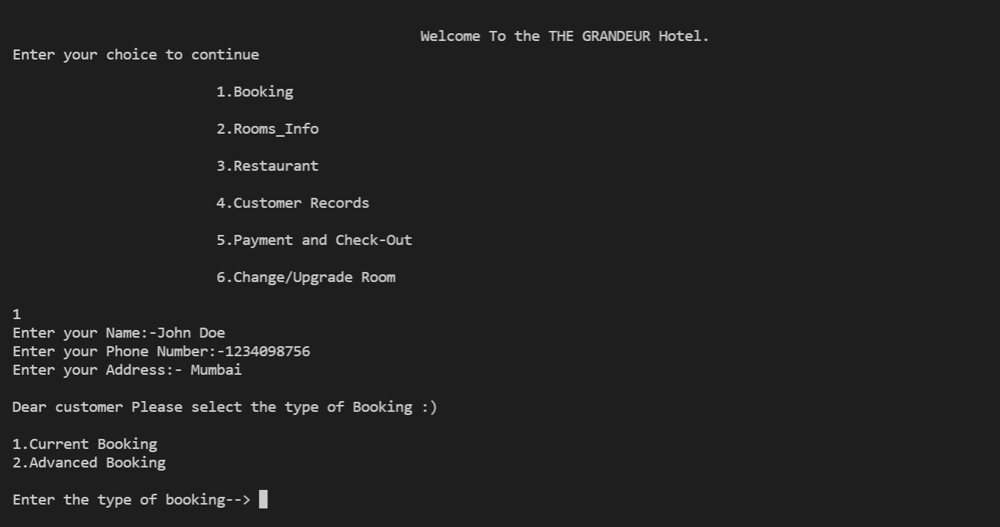 Welcome To the THE GRANDEUR Hotel.
Enter your choice to continue
1.Booking
2.Rooms_Info
3.Restaurant
4.Customer Records
5.Payment and Check-Out
6.Change/Upgrade Room
1
Enter your Name:-John Doe
Enter your Phone Number:-1234098756
Enter your Address:- Mumbai
Dear customer Please select the type of Booking :)
1.Current Booking
2.Advanced Booking
Enter the type of booking-->